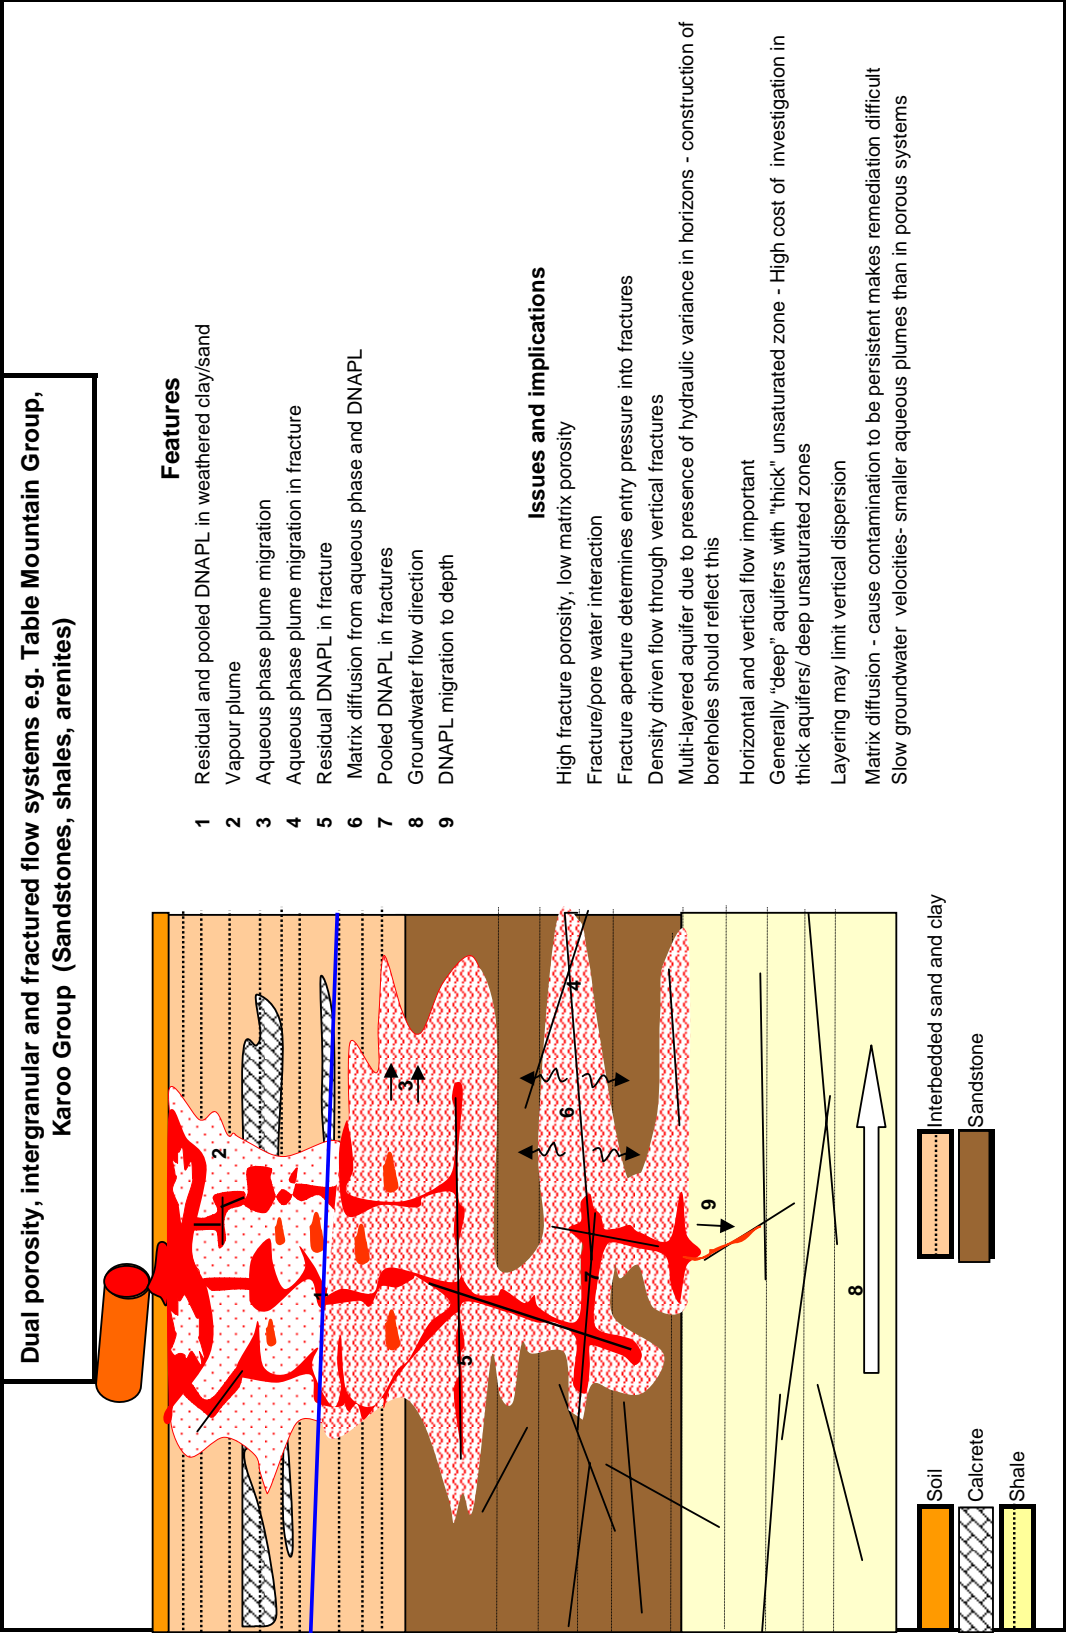 Dual porosity, intergranular and fractured flow systems e.g. Table Mountain Group,
Karoo Group (Sandstones, shales, arenites)
Features
1 Residual and pooled DNAPL in weathered clay/sand
2 Vapour plume
3 Aqueous phase plume migration
4 Aqueous phase plume migration in fracture
5 Residual DNAPL in fracture
6 Matrix diffusion from aqueous phase and DNAPL
7 Pooled DNAPL in fractures
8 Groundwater flow direction
9 DNAPL migration to depth
Issues and implications
High fracture porosity, low matrix porosity
Fracture/pore water interaction
Fracture aperture determines entry pressure into fractures
Density driven flow through vertical fractures
Multi-layered aquifer due to presence of hydraulic variance in horizons - construction of
boreholes should reflect this
Horizontal and vertical flow important
Generally “deep” aquifers with "thick" unsaturated zone - High cost of investigation in
thick aquifers/ deep unsaturated zones
Layering may limit vertical dispersion
Matrix diffusion - cause contamination to be persistent makes remediation difficult
Slow groundwater velocities- smaller aqueous plumes than in porous systems
2
1
3
5
4
6
7
9
8
Soil
Interbedded sand and clay
Calcrete
Sandstone
Shale